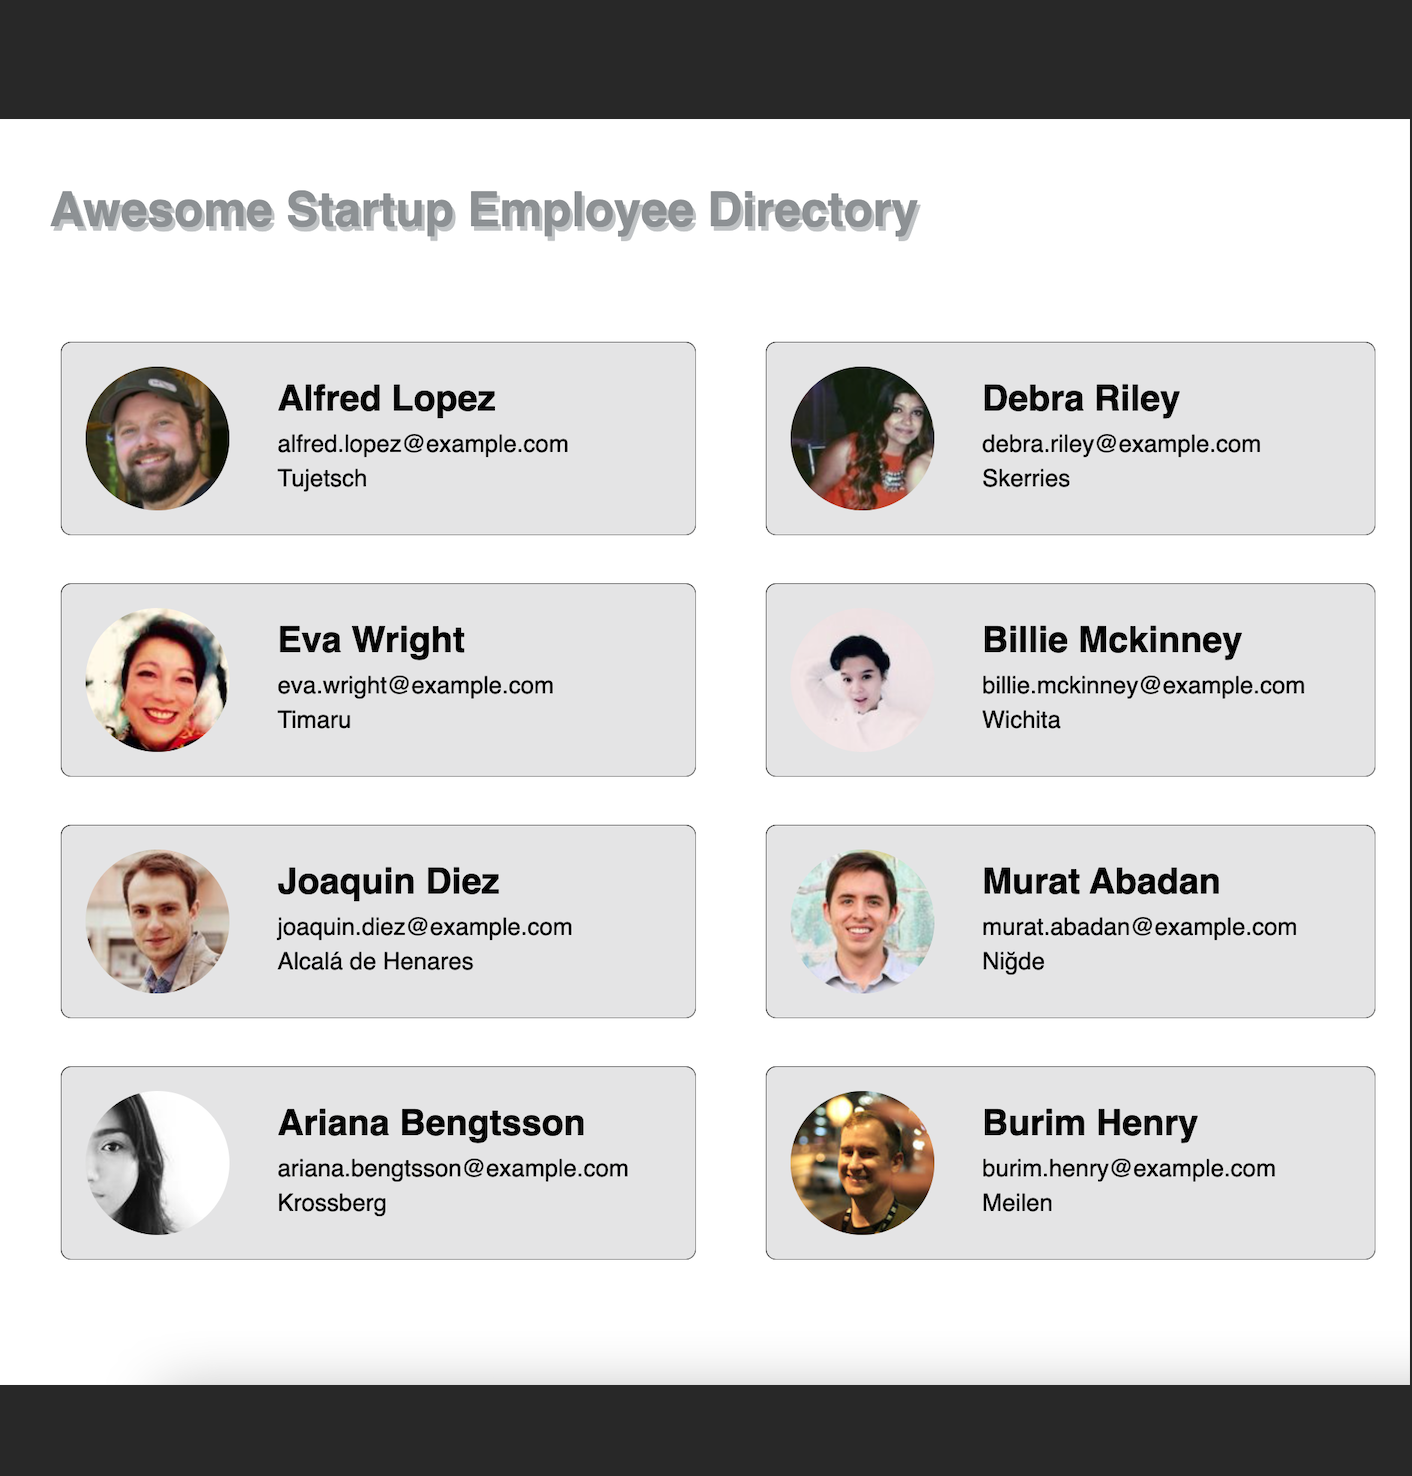 Awesome Startup Employee Directory
Alfred Lopez
alfred.lopez@example.com
Tujetsch
Debra Riley
debra.riley@example.com
Skerries
Eva Wright
eva.wright@example.com
Timaru
Billie Mckinney
billie.mckinney@example.com
Wichita
Joaquin Diez
joaquin.diez@example.com
Alcalá de Henares
Murat Abadan
murat.abadan@example.com
Niğde
Ariana Bengtsson
ariana.bengtsson@example.com
Krossberg
Burim Henry
burim.henry@example.com
Meilen